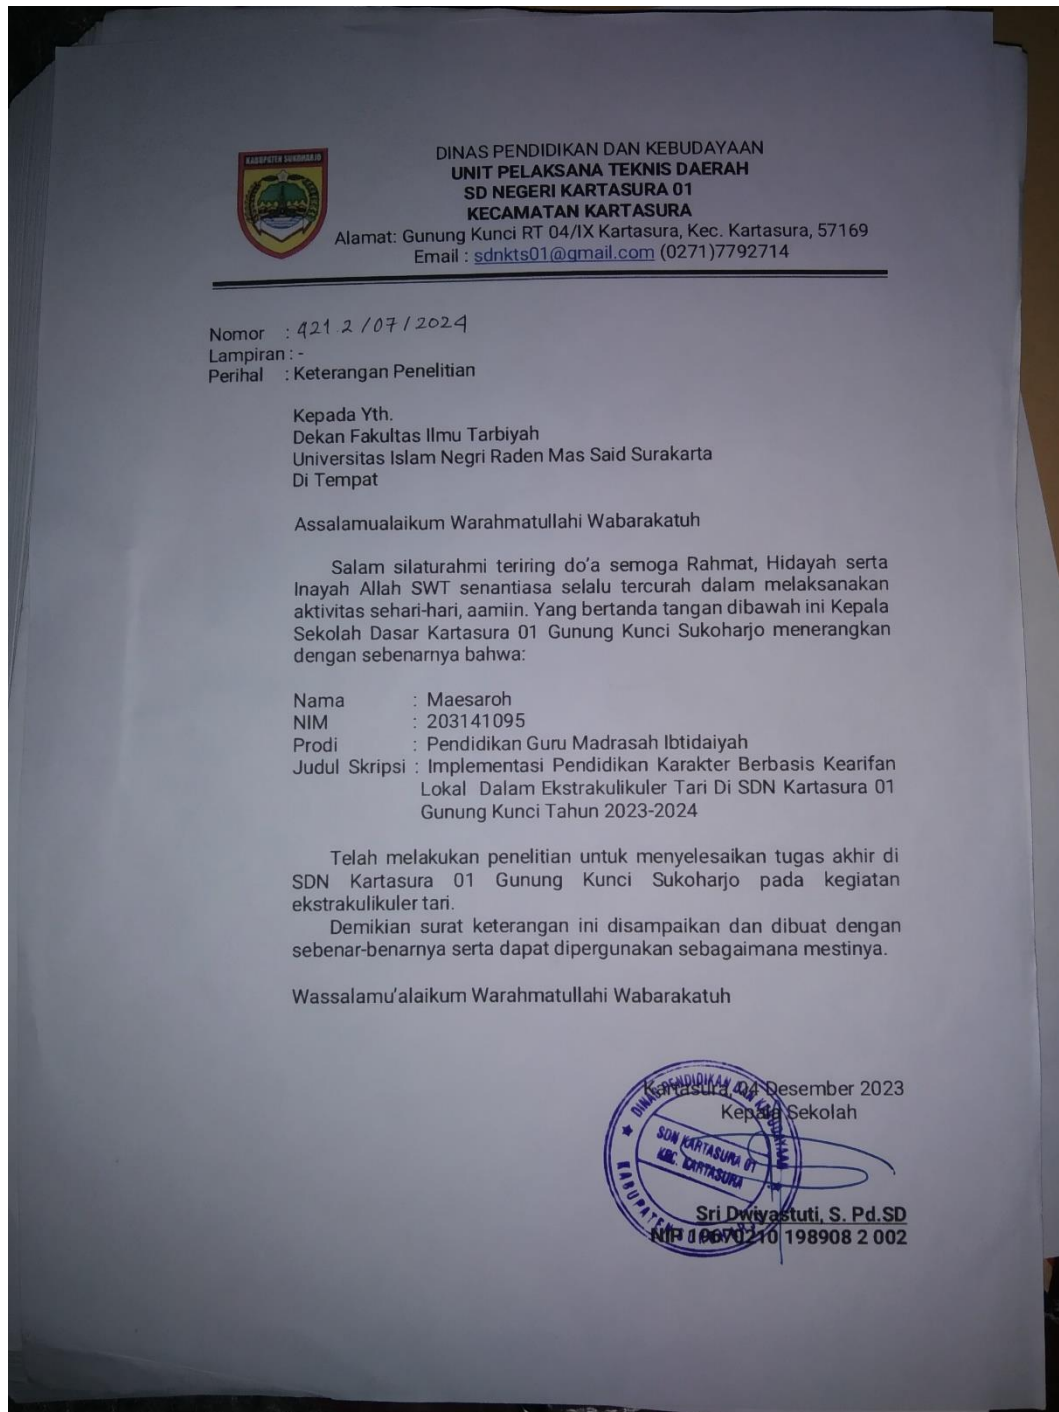 KABUPATEN SUKOHARJO
DINAS PENDIDIKAN DAN KEBUDAYAAN
UNIT PELAKSANA TEKNIS DAERAH
SD NEGERI KARTASURA 01
KECAMATAN KARTASURA
Alamat: Gunung Kunci RT 04/IX Kartasura, Kec. Kartasura, 57169
Email : sdnkts01@gmail.com (0271)7792714
Nomor : 421.2/07/2024
Lampiran : -
Perihal : Keterangan Penelitian
Kepada Yth.
Dekan Fakultas Ilmu Tarbiyah
Universitas Islam Negri Raden Mas Said Surakarta
Di Tempat
Assalamualaikum Warahmatullahi Wabarakatuh
Salam silaturahmi teriring do'a semoga Rahmat, Hidayah serta
Inayah Allah SWT senantiasa selalu tercurah dalam melaksanakan
aktivitas sehari-hari, aamiin. Yang bertanda tangan dibawah ini Kepala
Sekolah Dasar Kartasura 01 Gunung Kunci Sukoharjo menerangkan
dengan sebenarnya bahwa:
Nama : Maesaroh
NIM : 203141095
Prodi : Pendidikan Guru Madrasah Ibtidaiyah
Judul Skripsi : Implementasi Pendidikan Karakter Berbasis Kearifan
Lokal Dalam Ekstrakulikuler Tari Di SDN Kartasura 01
Gunung Kunci Tahun 2023-2024
Telah melakukan penelitian untuk menyelesaikan tugas akhir di
SDN Kartasura 01 Gunung Kunci Sukoharjo pada kegiatan
ekstrakulikuler tari.
Demikian surat keterangan ini disampaikan dan dibuat dengan
sebenar-benarnya serta dapat dipergunakan sebagaimana mestinya.
Wassalamu'alaikum Warahmatullahi Wabarakatuh
Kartasura, 04 Desember 2023
Kepala Sekolah
DINAS PENDIDIKAN DAN KEBUDAYAAN
SDN KARTASURA 01
KEC. KARTASURA
KABUPATEN SUKOHARJO
Sri Dwiyastuti, S. Pd.SD
NIP 19670210 198908 2 002